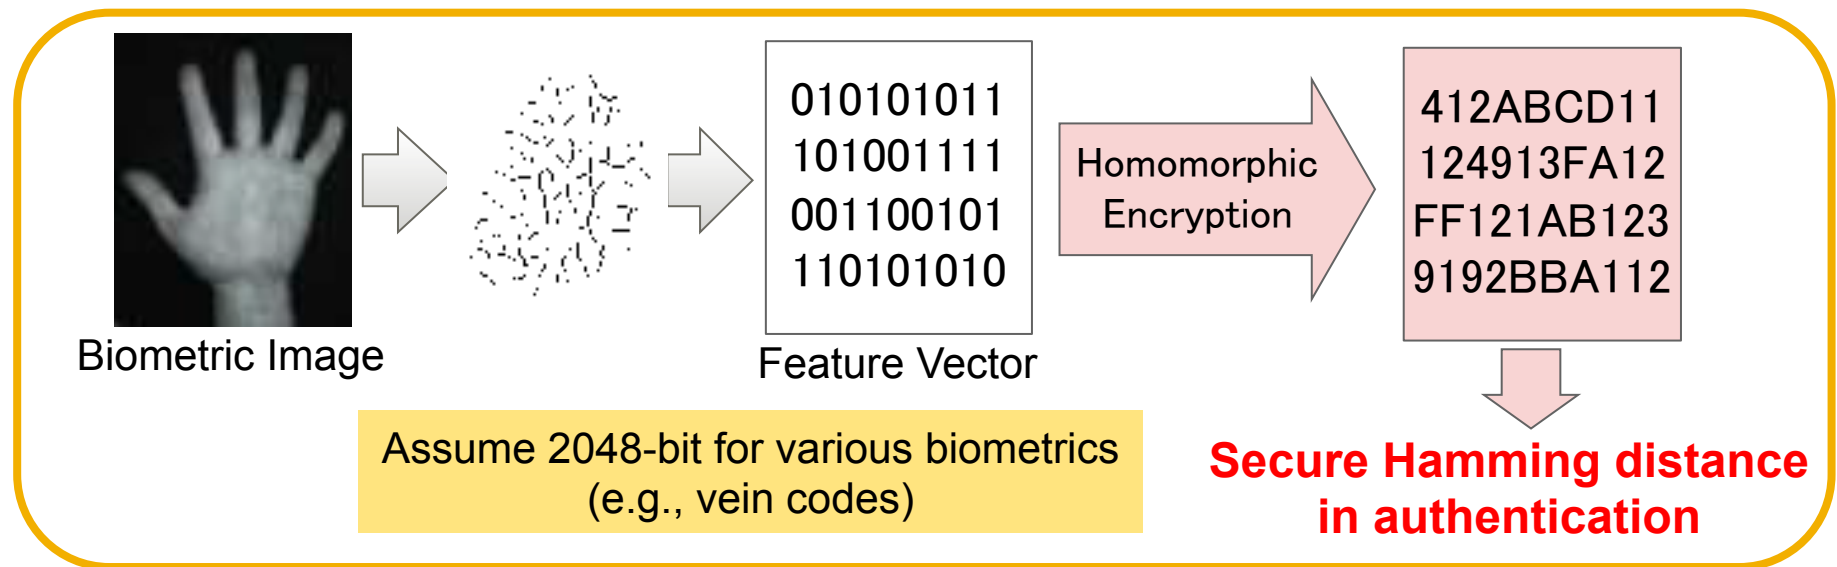 010101011
101001111
001100101
110101010
Homomorphic
Encryption
412ABCD11
124913FA12
FF121AB123
9192BBA112
Biometric Image
Feature Vector
Assume 2048-bit for various biometrics
(e.g., vein codes)
Secure Hamming distance
in authentication